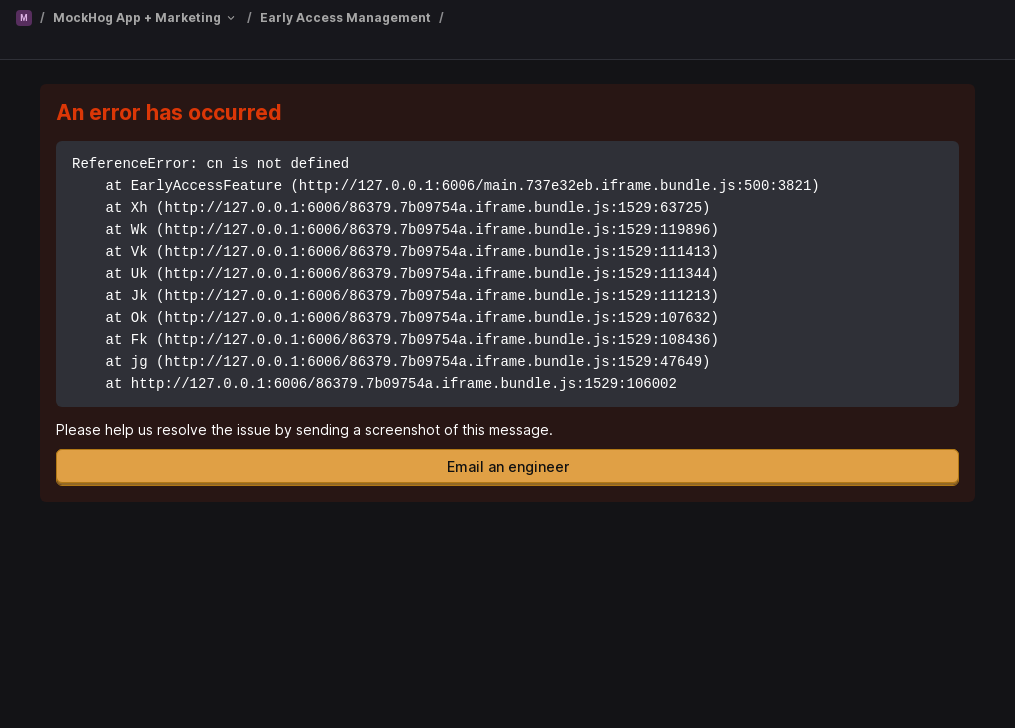 M / MockHog App + Marketing / Early Access Management /
An error has occurred
ReferenceError: cn is not defined
    at EarlyAccessFeature (http://127.0.0.1:6006/main.737e32eb.iframe.bundle.js:500:3821)
    at Xh (http://127.0.0.1:6006/86379.7b09754a.iframe.bundle.js:1529:63725)
    at Wk (http://127.0.0.1:6006/86379.7b09754a.iframe.bundle.js:1529:119896)
    at Vk (http://127.0.0.1:6006/86379.7b09754a.iframe.bundle.js:1529:111413)
    at Uk (http://127.0.0.1:6006/86379.7b09754a.iframe.bundle.js:1529:111344)
    at Jk (http://127.0.0.1:6006/86379.7b09754a.iframe.bundle.js:1529:111213)
    at Ok (http://127.0.0.1:6006/86379.7b09754a.iframe.bundle.js:1529:107632)
    at Fk (http://127.0.0.1:6006/86379.7b09754a.iframe.bundle.js:1529:108436)
    at jg (http://127.0.0.1:6006/86379.7b09754a.iframe.bundle.js:1529:47649)
    at http://127.0.0.1:6006/86379.7b09754a.iframe.bundle.js:1529:106002
Please help us resolve the issue by sending a screenshot of this message.
Email an engineer